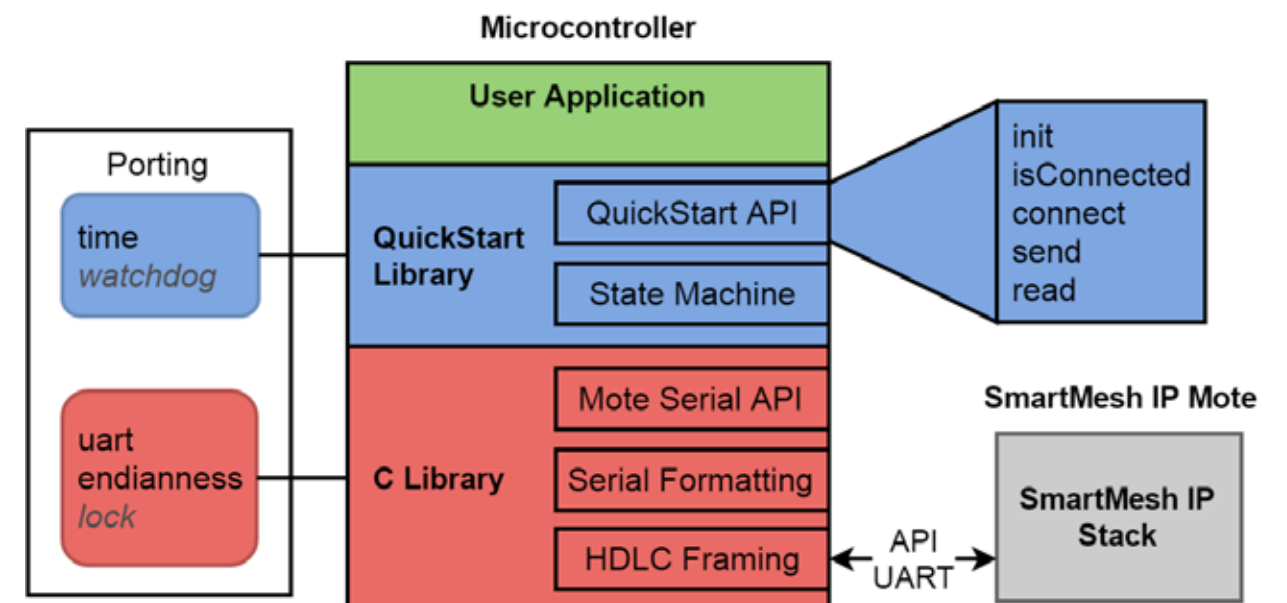 Microcontroller
User Application
Porting
time
watchdog
uart
endianness
lock
QuickStart
Library
QuickStart API
State Machine
init
isConnected
connect
send
read
C Library
Mote Serial API
Serial Formatting
HDLC Framing
API
UART
SmartMesh IP Mote
SmartMesh IP
Stack